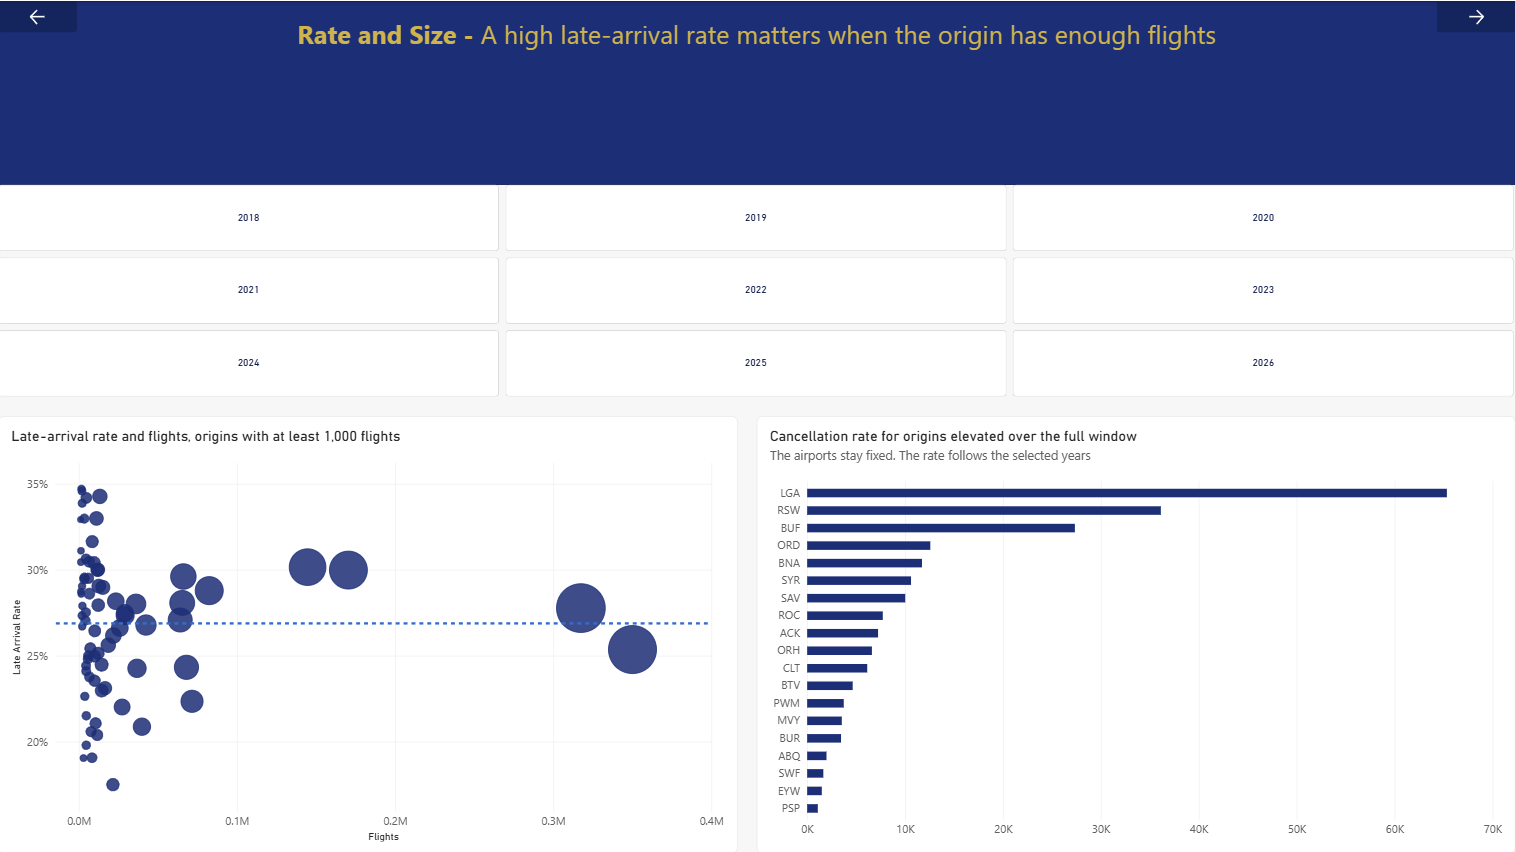 Rate and Size - A high late-arrival rate matters when the origin has enough flights
2018
2019
2020
2021
2022
2023
2024
2025
2026
Late-arrival rate and flights, origins with at least 1,000 flights
35%
30%
25%
20%
Late Arrival Rate
0.0M
0.1M
0.2M
0.3M
0.4M
Flights
Cancellation rate for origins elevated over the full window
The airports stay fixed. The rate follows the selected years
LGA
RSW
BUF
ORD
BNA
SYR
SAV
ROC
ACK
ORH
CLT
BTV
PWM
MVY
BUR
ABQ
SWF
EYW
PSP
0K
10K
20K
30K
40K
50K
60K
70K